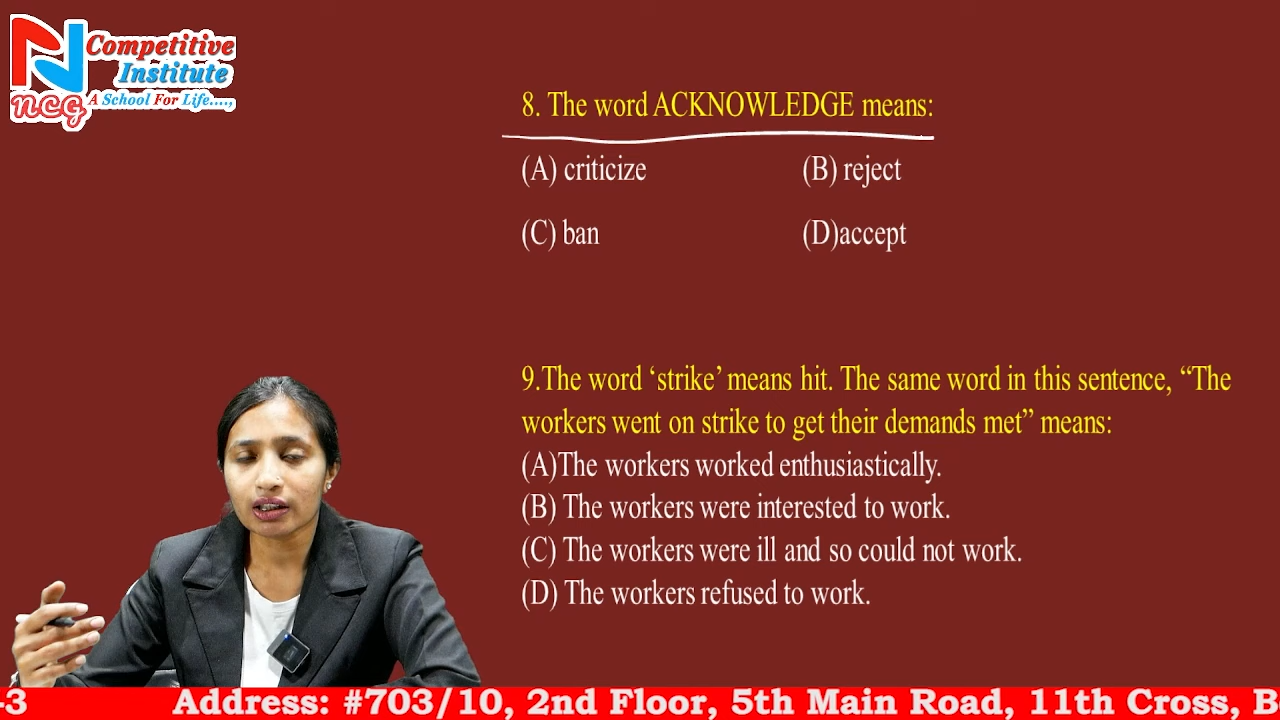 Competitive
Institute
NCG A School For Life....,
8. The word ACKNOWLEDGE means:
(A) criticize (B) reject
(C) ban (D)accept
9.The word ‘strike’ means hit. The same word in this sentence, “The
workers went on strike to get their demands met” means:
(A)The workers worked enthusiastically.
(B) The workers were interested to work.
(C) The workers were ill and so could not work.
(D) The workers refused to work.
-3 Address: #703/10, 2nd Floor, 5th Main Road, 11th Cross, B